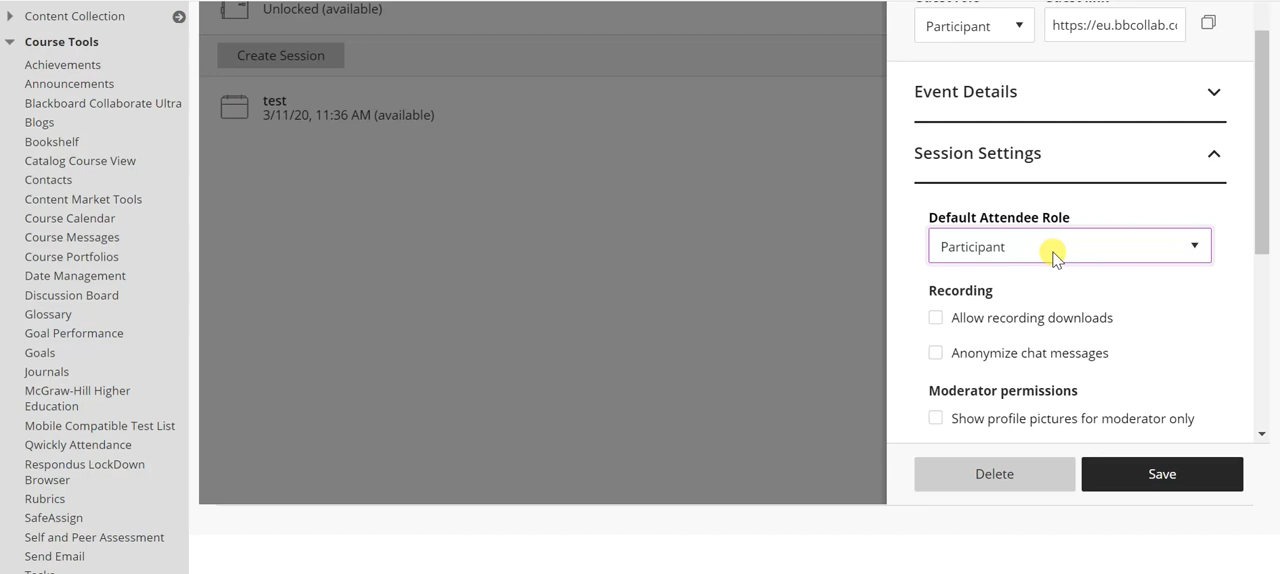 Content Collection
Course Tools
Achievements
Announcements
Blackboard Collaborate Ultra
Blogs
Bookshelf
Catalog Course View
Contacts
Content Market Tools
Course Calendar
Course Messages
Course Portfolios
Date Management
Discussion Board
Glossary
Goal Performance
Goals
Journals
McGraw-Hill Higher
Education
Mobile Compatible Test List
Qwickly Attendance
Respondus LockDown
Browser
Rubrics
SafeAssign
Self and Peer Assessment
Send Email
Unlocked (available)
Create Session
test
3/11/20, 11:36 AM (available)
Participant
https://eu.bbcollab.c
Event Details
Session Settings
Default Attendee Role
Participant
Recording
Allow recording downloads
Anonymize chat messages
Moderator permissions
Show profile pictures for moderator only
Delete
Save